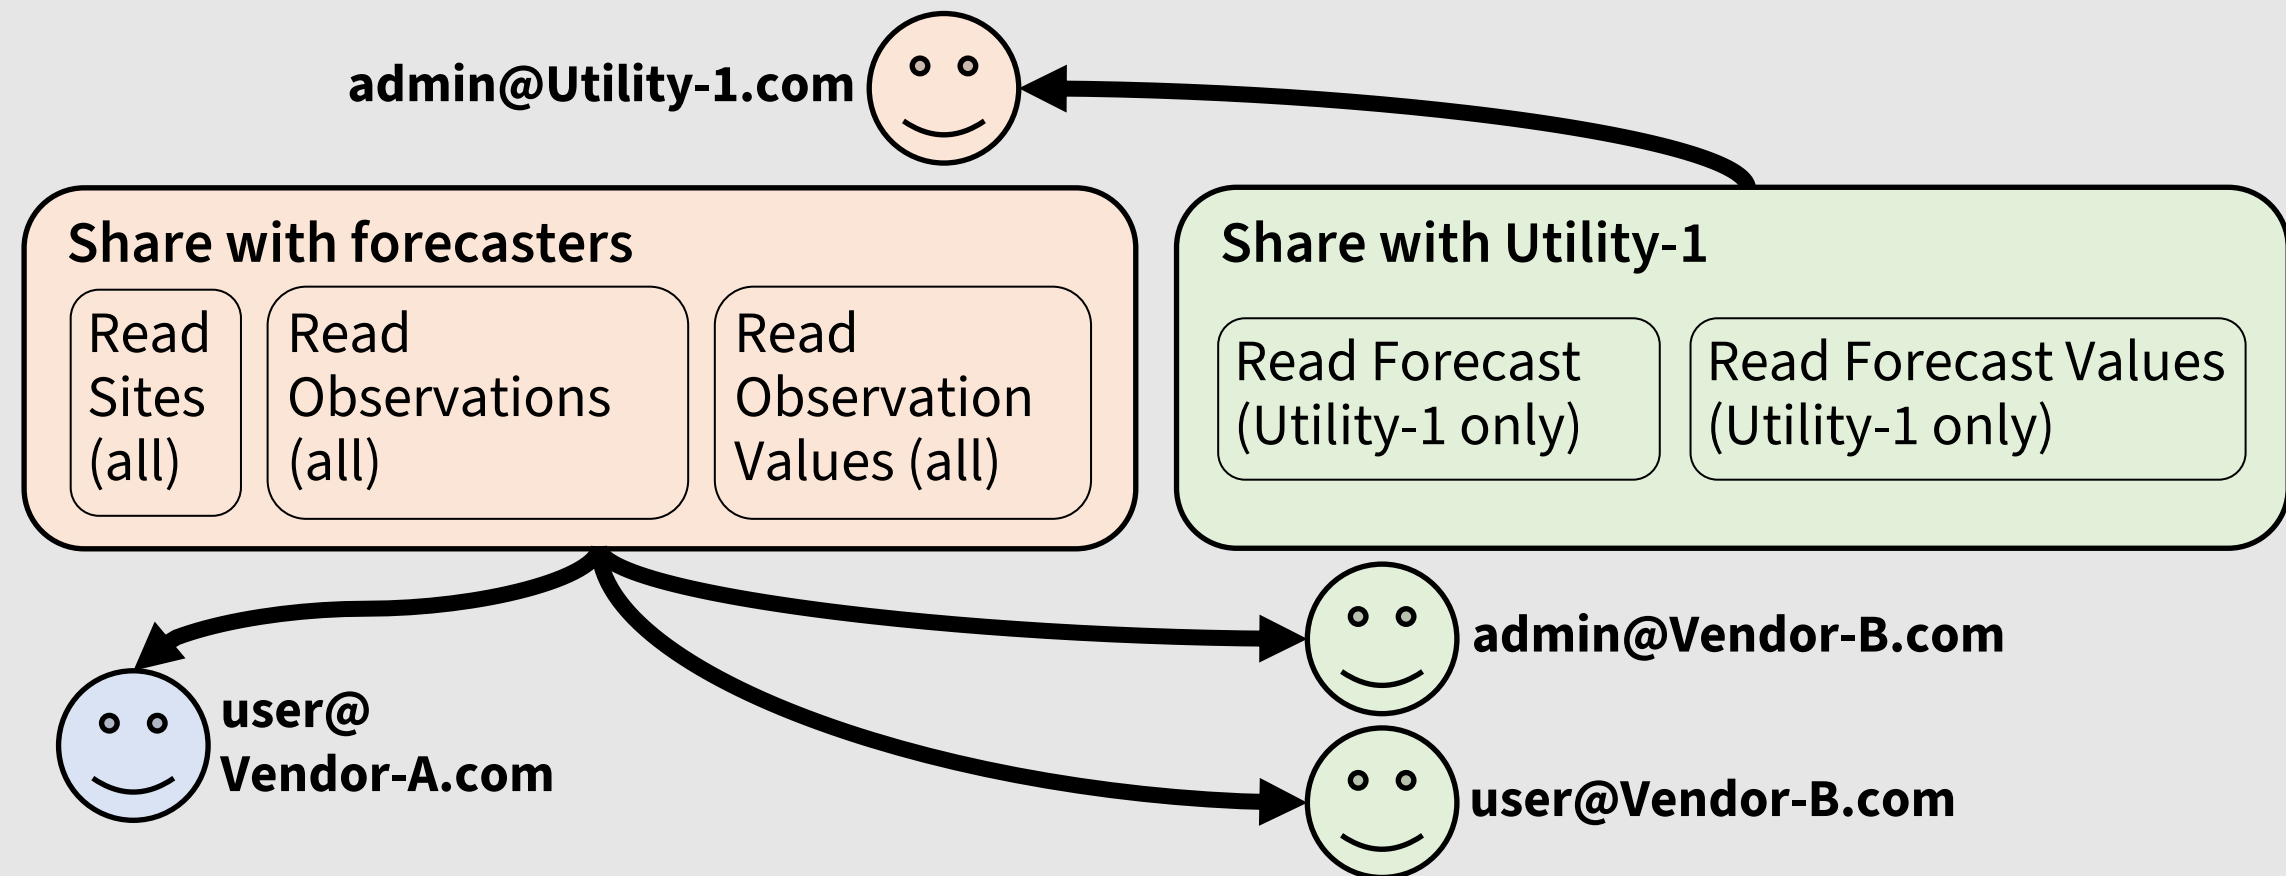 admin@Utility-1.com
Share with forecasters
Read
Sites
(all)
Read
Observations
(all)
Read
Observation
Values (all)
Share with Utility-1
Read Forecast
(Utility-1 only)
Read Forecast Values
(Utility-1 only)
admin@Vendor-B.com
user@
Vendor-A.com
user@Vendor-B.com